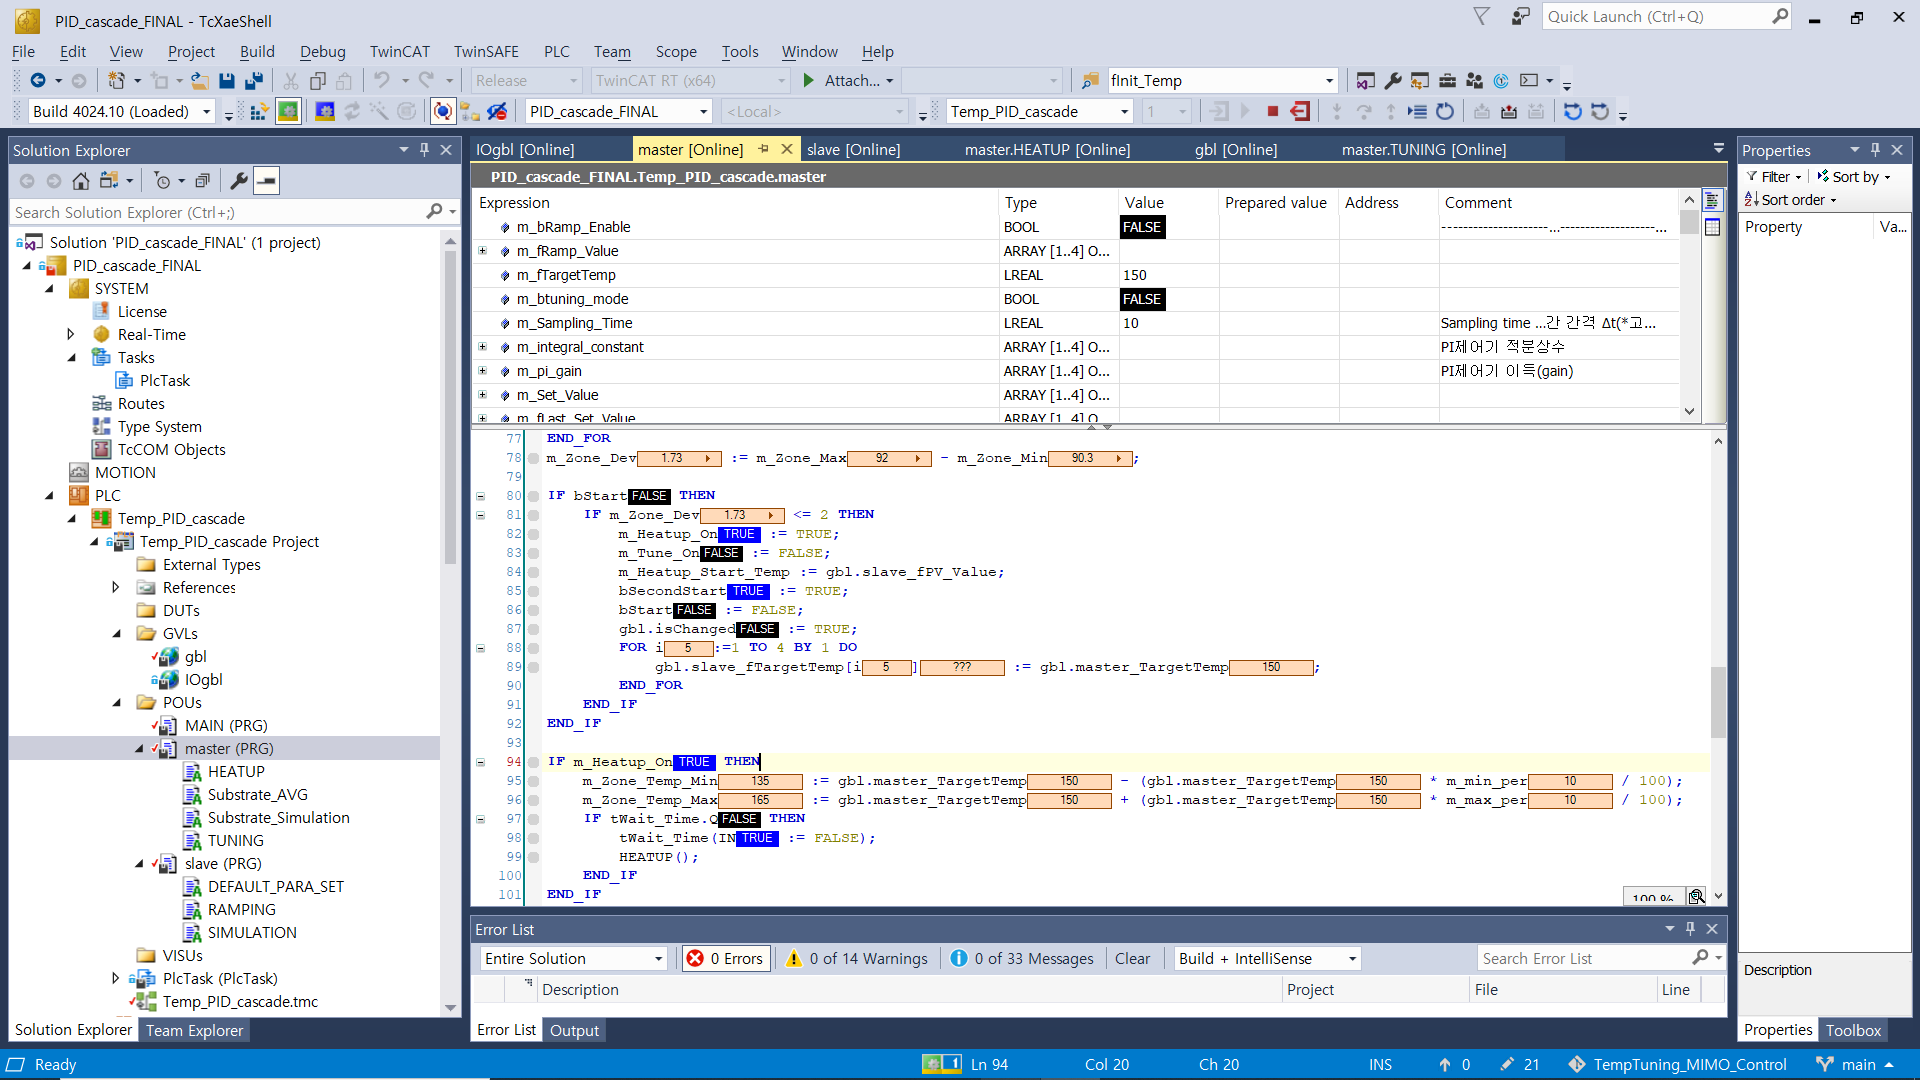 PID_cascade_FINAL - TcXaeShell
Quick Launch (Ctrl+Q)
File Edit View Project Build Debug TwinCAT TwinSAFE PLC Team Scope Tools Window Help
Release TwinCAT RT (x64) Attach... fInit_Temp
Build 4024.10 (Loaded) PID_cascade_FINAL <Local> Temp_PID_cascade 1
Solution Explorer
Search Solution Explorer (Ctrl+;)
Solution 'PID_cascade_FINAL' (1 project)
PID_cascade_FINAL
SYSTEM
License
Real-Time
Tasks
PlcTask
Routes
Type System
TcCOM Objects
MOTION
PLC
Temp_PID_cascade
Temp_PID_cascade Project
External Types
References
DUTs
GVLs
gbl
IOgbl
POUs
MAIN (PRG)
master (PRG)
HEATUP
Substrate_AVG
Substrate_Simulation
TUNING
slave (PRG)
DEFAULT_PARA_SET
RAMPING
SIMULATION
VISUs
PlcTask (PlcTask)
Temp_PID_cascade.tmc
Solution Explorer Team Explorer
IOgbl [Online] master [Online] slave [Online] master.HEATUP [Online] gbl [Online] master.TUNING [Online]
PID_cascade_FINAL.Temp_PID_cascade.master
Expression Type Value Prepared value Address Comment
m_bRamp_Enable BOOL FALSE ---------------------...-------------------...
m_fRamp_Value ARRAY [1..4] O...
m_fTargetTemp LREAL 150
m_btuning_mode BOOL FALSE
m_Sampling_Time LREAL 10 Sampling time ...간 간격 Δt(*고...
m_integral_constant ARRAY [1..4] O... PI제어기 적분상수
m_pi_gain ARRAY [1..4] O... PI제어기 이득(gain)
m_Set_Value ARRAY [1..4] O...
m_fLast_Set_Value ARRAY [1..4] O...
77 END_FOR
78 m_Zone_Dev 1.73 := m_Zone_Max 92 - m_Zone_Min 90.3 ;
79
80 IF bStart FALSE THEN
81 IF m_Zone_Dev 1.73 <= 2 THEN
82 m_Heatup_On TRUE := TRUE;
83 m_Tune_On FALSE := FALSE;
84 m_Heatup_Start_Temp := gbl.slave_fPV_Value;
85 bSecondStart TRUE := TRUE;
86 bStart FALSE := FALSE;
87 gbl.isChanged FALSE := TRUE;
88 FOR i 5 :=1 TO 4 BY 1 DO
89 gbl.slave_fTargetTemp[i 5 ] ??? := gbl.master_TargetTemp 150 ;
90 END_FOR
91 END_IF
92 END_IF
93
94 IF m_Heatup_On TRUE THEN
95 m_Zone_Temp_Min 135 := gbl.master_TargetTemp 150 - (gbl.master_TargetTemp 150 * m_min_per 10 / 100);
96 m_Zone_Temp_Max 165 := gbl.master_TargetTemp 150 + (gbl.master_TargetTemp 150 * m_max_per 10 / 100);
97 IF tWait_Time.Q FALSE THEN
98 tWait_Time(IN TRUE := FALSE);
99 HEATUP();
100 END_IF
101 END_IF
100 %
Error List
Entire Solution 0 Errors 0 of 14 Warnings 0 of 33 Messages Clear Build + IntelliSense Search Error List
Description Project File Line
Error List Output
Properties
Filter Sort by
Sort order
Property Va...
Description
Properties Toolbox
Ready 1 Ln 94 Col 20 Ch 20 INS 0 21 TempTuning_MIMO_Control main